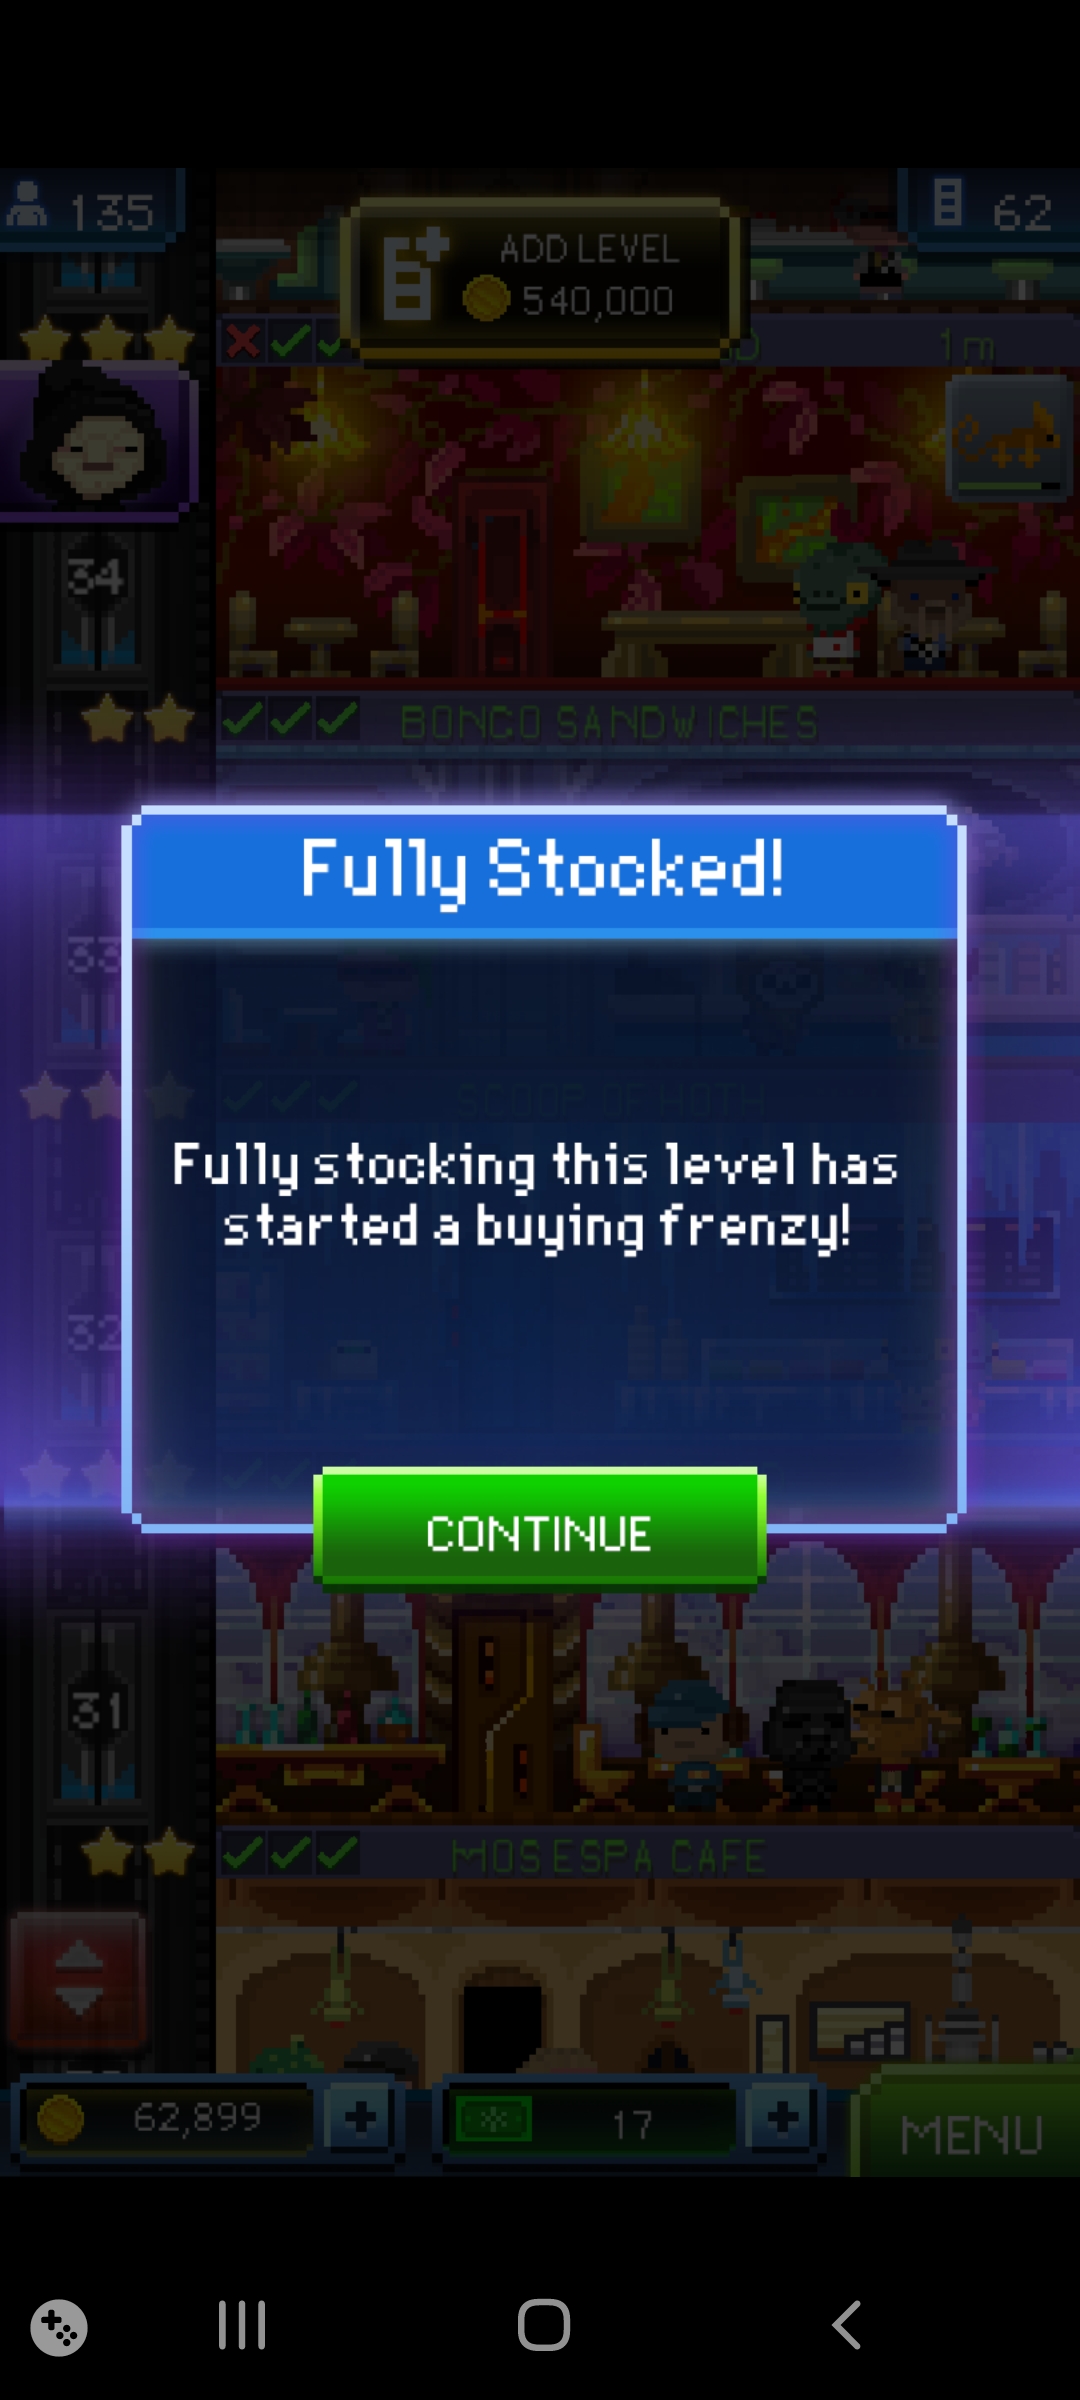 135
ADD LEVEL
540,000
62
1m
34
BONGO SANDWICHES
Fully Stocked!
33
SCOOP OF HOTH
Fully stocking this level has
started a buying frenzy!
32
CONTINUE
31
MOS ESPA CAFE
62,899
17
MENU